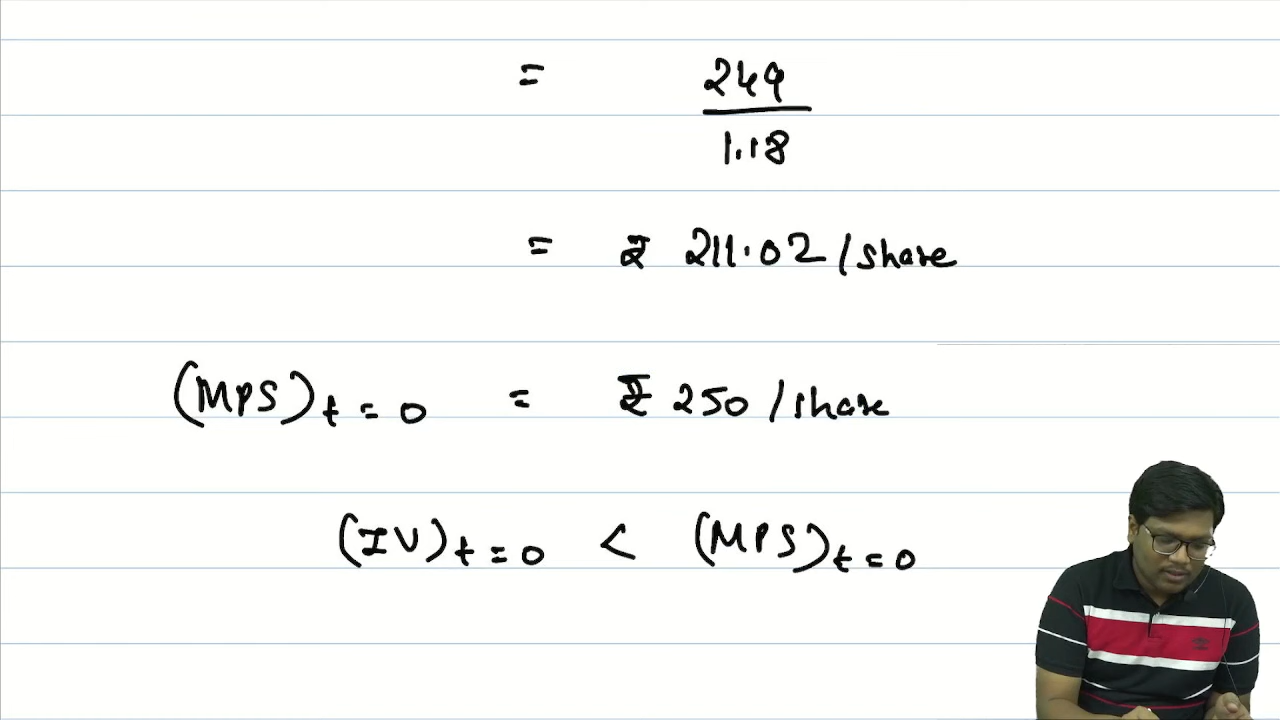 = 249
1.18
= ₹ 211.02 / share
(MPS)t=0 = ₹ 250 / share
(IV)t=0 < (MPS)t=0